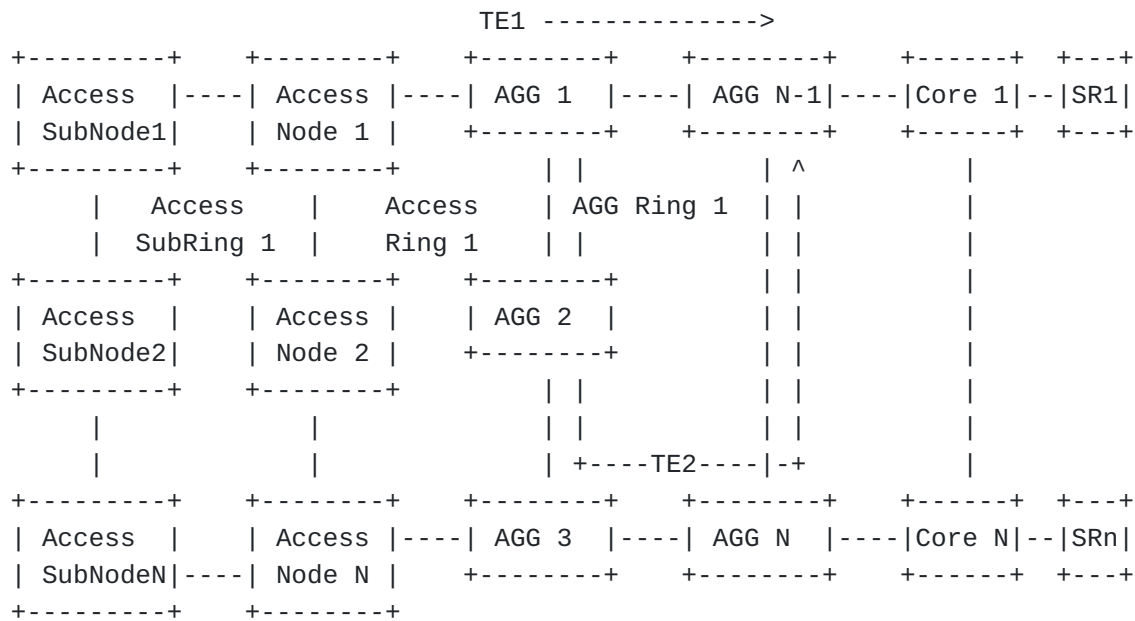 TE1 -------------->
+---------+    +--------+    +--------+    +--------+    +------+  +---+
| Access  |----| Access |----| AGG 1  |----| AGG N-1|----|Core 1|--|SR1|
| SubNode1|    | Node 1 |    +--------+    +--------+    +------+  +---+
+---------+    +--------+         | |           | ^          |
     |   Access    |    Access    | AGG Ring 1  | |          |
     |  SubRing 1  |    Ring 1    | |           | |          |
+---------+    +--------+    +--------+         | |          |
| Access  |    | Access |    | AGG 2  |         | |          |
| SubNode2|    | Node 2 |    +--------+         | |          |
+---------+    +--------+         | |           | |          |
     |             |              | |           | |          |
     |             |              | +----TE2----|-+          |
+---------+    +--------+    +--------+    +--------+    +------+  +---+
| Access  |    | Access |----| AGG 3  |----| AGG N  |----|Core N|--|SRn|
| SubNodeN|----| Node N |    +--------+    +--------+    +------+  +---+
+---------+    +--------+